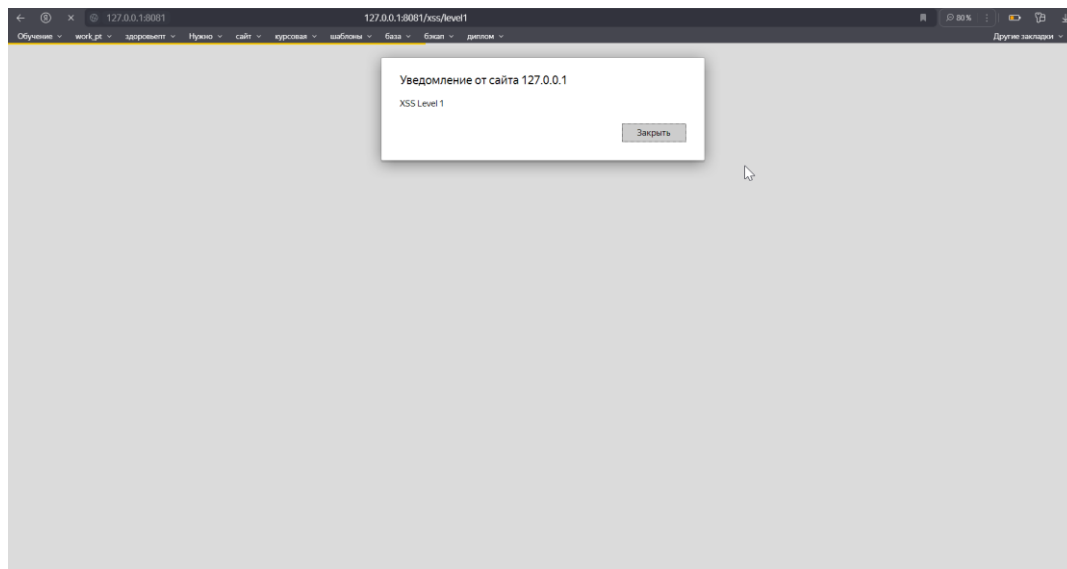 127.0.0.1:8081 127.0.0.1:8081/xss/level1 80 %
Обучение work_pt здоровьепт Нужно сайт курсовая шаблоны база бэкап диплом Другие закладки
Уведомление от сайта 127.0.0.1
XSS Level 1
Закрыть